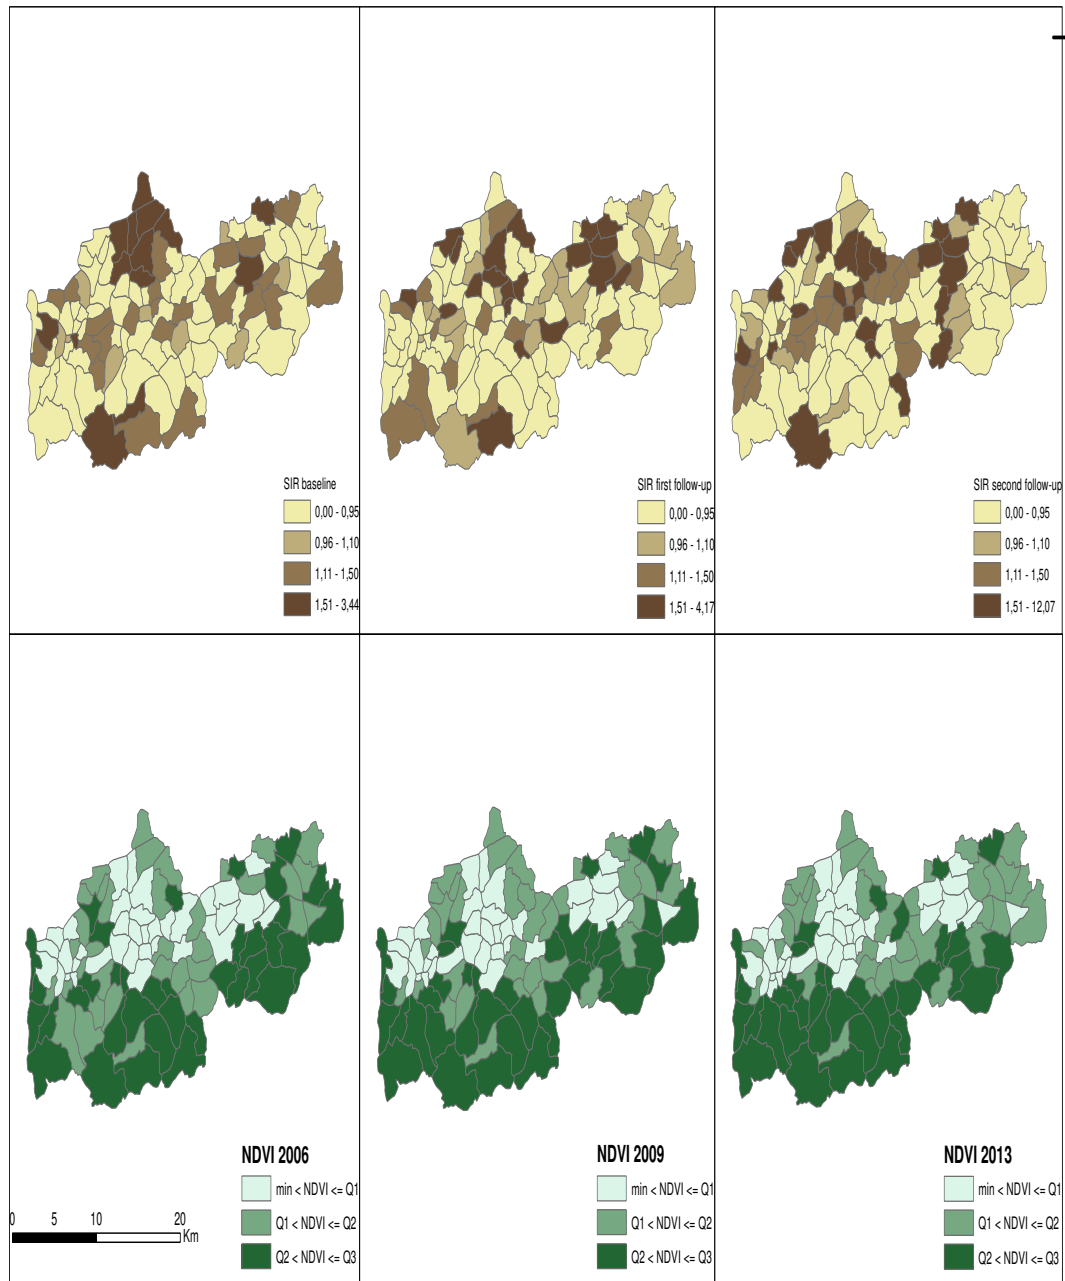 SIR baseline
0,00 - 0,95
0,96 - 1,10
1,11 - 1,50
1,51 - 3,44
SIR first follow-up
0,00 - 0,95
0,96 - 1,10
1,11 - 1,50
1,51 - 4,17
SIR second follow-up
0,00 - 0,95
0,96 - 1,10
1,11 - 1,50
1,51 - 12,07
NDVI 2006
min < NDVI <= Q1
Q1 < NDVI <= Q2
Q2 < NDVI <= Q3
0 5 10 20
Km
NDVI 2009
min < NDVI <= Q1
Q1 < NDVI <= Q2
Q2 < NDVI <= Q3
NDVI 2013
min < NDVI <= Q1
Q1 < NDVI <= Q2
Q2 < NDVI <= Q3